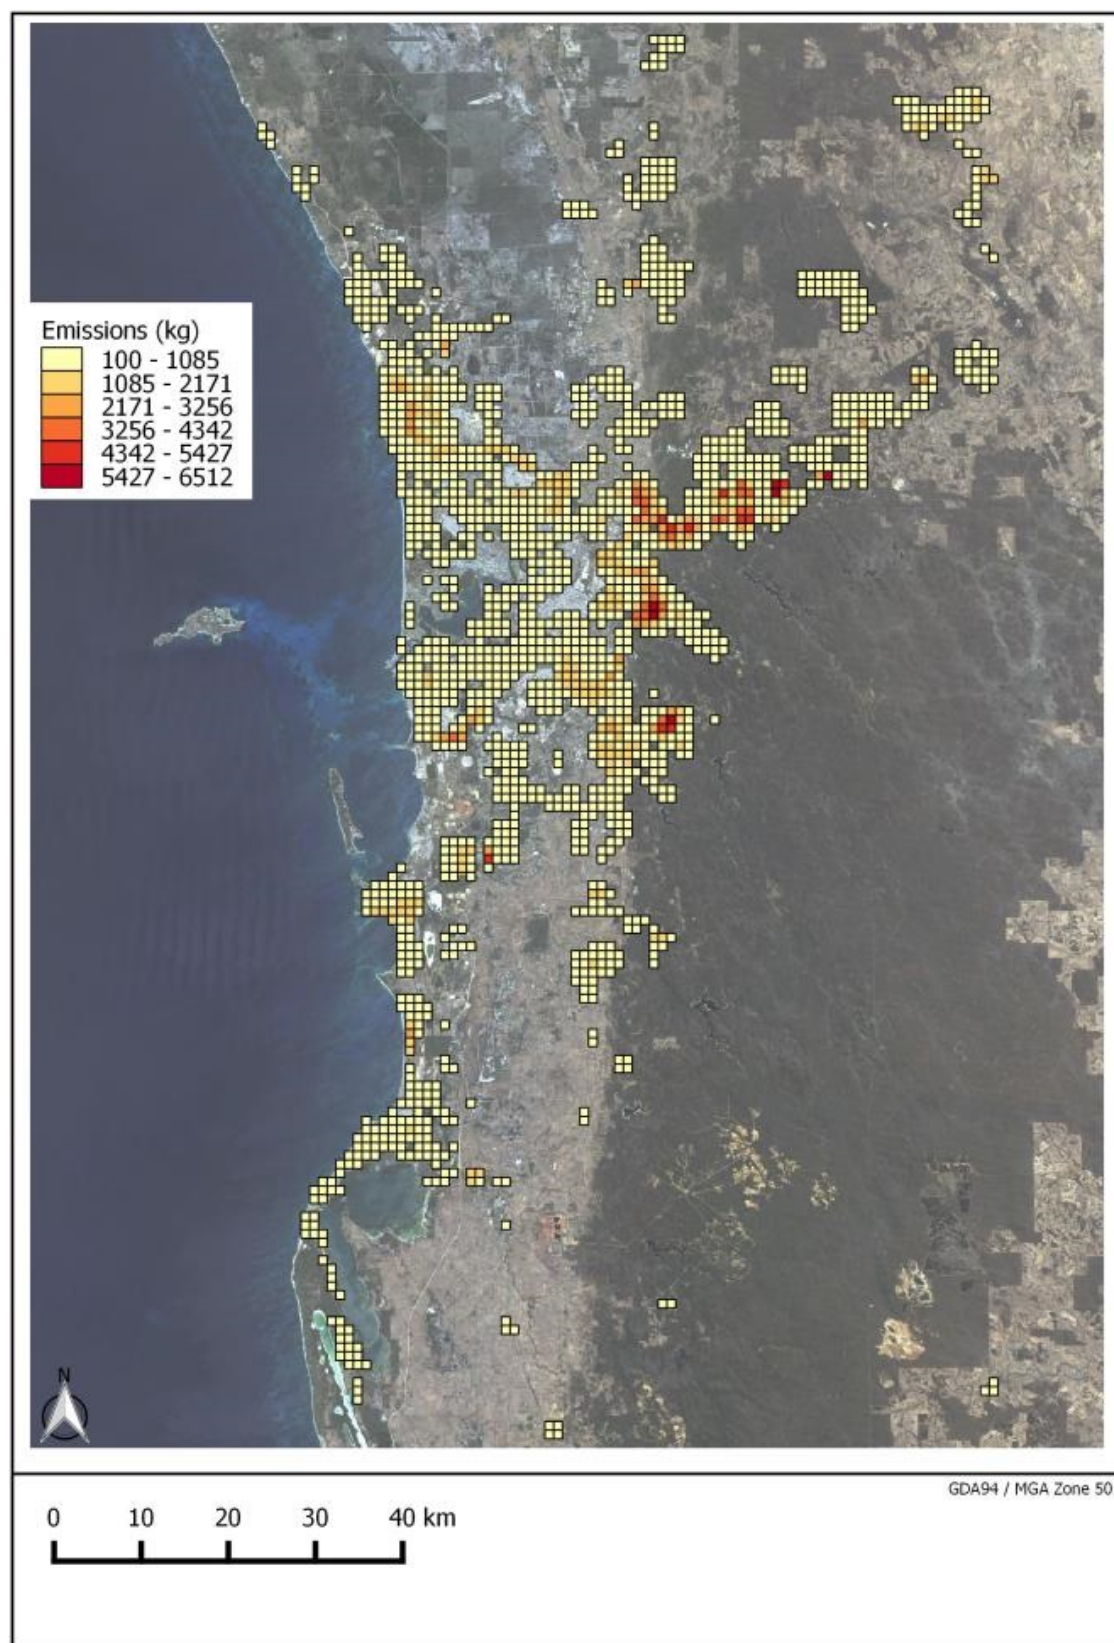 Emissions (kg)
100 - 1085
1085 - 2171
2171 - 3256
3256 - 4342
4342 - 5427
5427 - 6512
N
GDA94 / MGA Zone 50
0 10 20 30 40 km